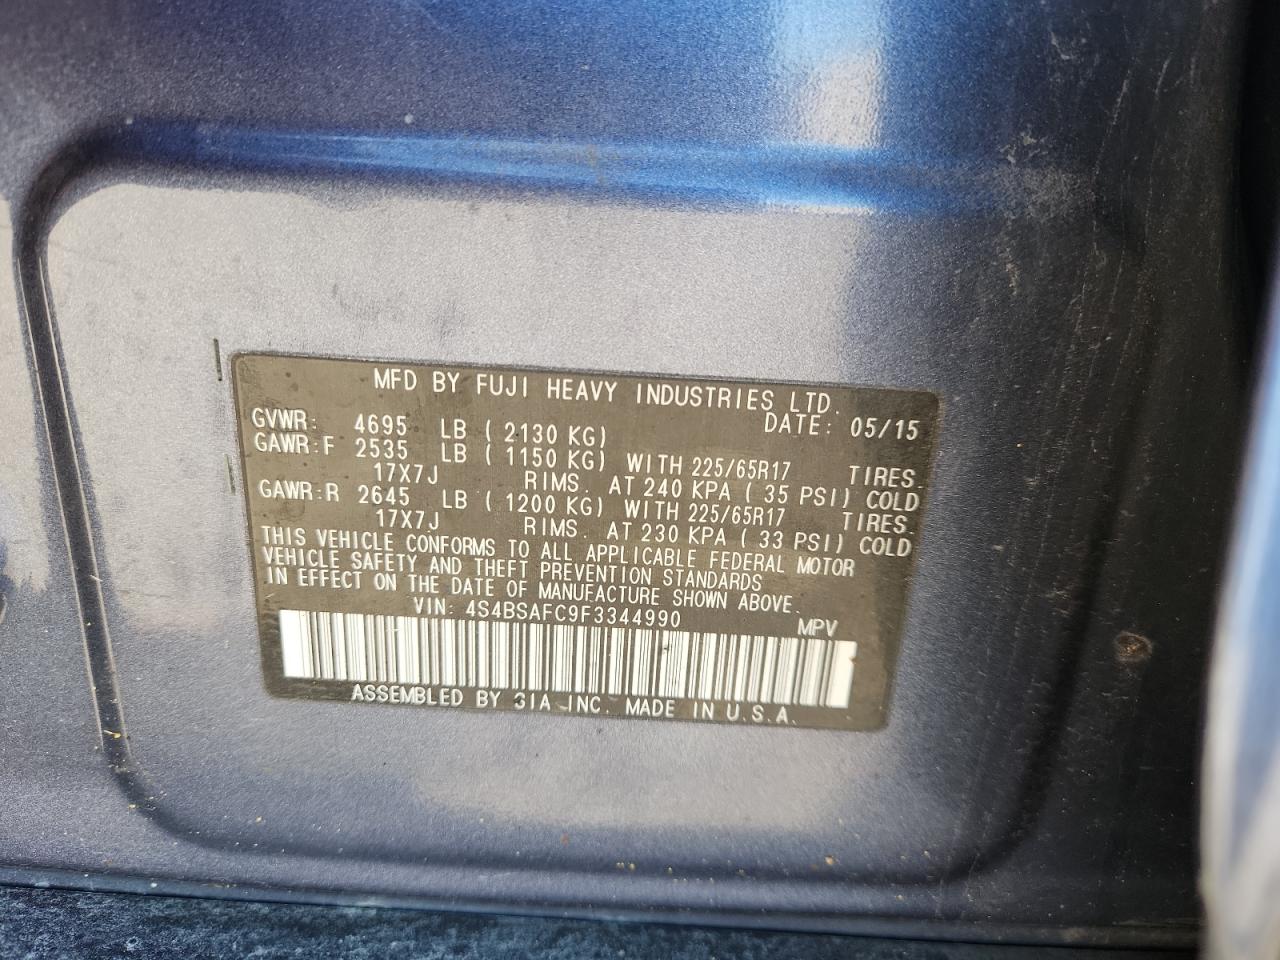 MFD BY FUJI HEAVY INDUSTRIES LTD.
DATE: 05/15
GVWR: 4695 LB ( 2130 KG)
GAWR:F 2535 LB ( 1150 KG) WITH 225/65R17 TIRES.
17X7J RIMS. AT 240 KPA ( 35 PSI) COLD
GAWR:R 2645 LB ( 1200 KG) WITH 225/65R17 TIRES.
17X7J RIMS. AT 230 KPA ( 33 PSI) COLD
THIS VEHICLE CONFORMS TO ALL APPLICABLE FEDERAL MOTOR
VEHICLE SAFETY AND THEFT PREVENTION STANDARDS
IN EFFECT ON THE DATE OF MANUFACTURE SHOWN ABOVE.
VIN: 4S4BSAFC9F3344990 MPV
ASSEMBLED BY SIA INC. MADE IN U.S.A.